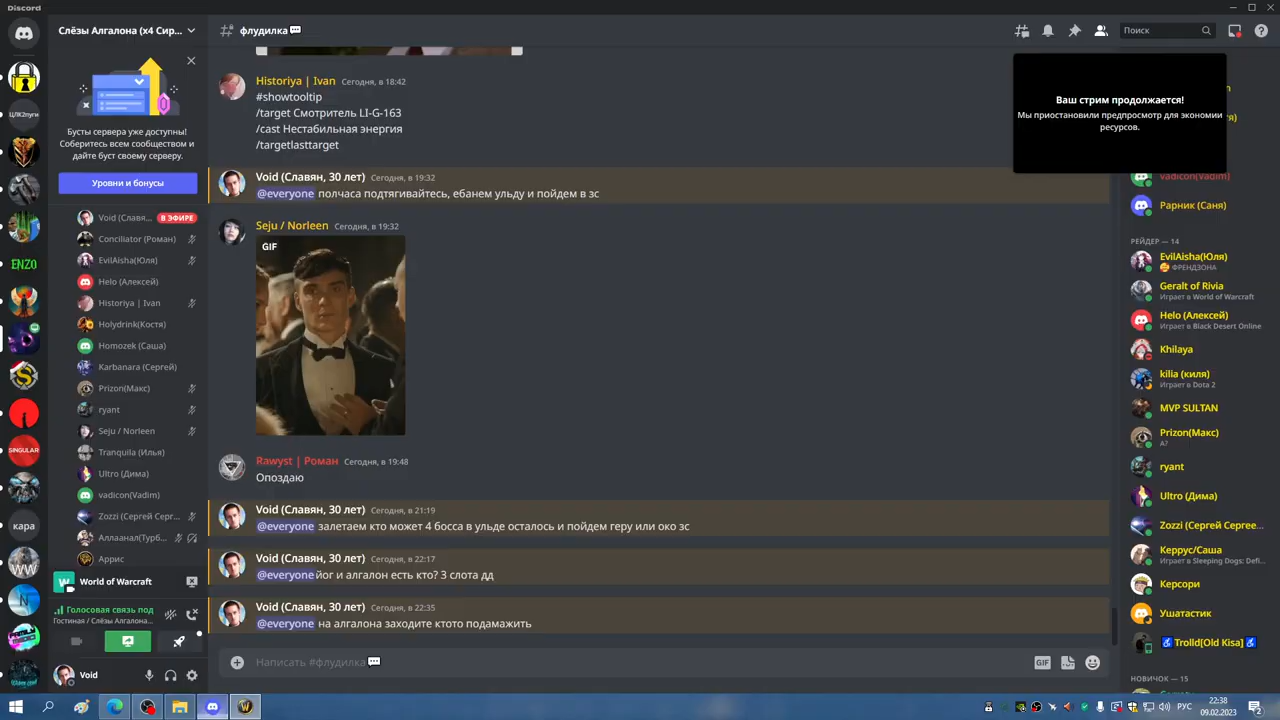 Discord
Слёзы Алгалона (x4 Сир...
флудилка
Поиск
Бусты сервера уже доступны!
Соберитесь всем сообществом и
дайте буст своему серверу.
Уровни и бонусы
ЦЛК2пуги
ENZO
SINGULAR
кара
WW
Void (Славя...
В ЭФИРЕ
Conciliator (Роман)
EvilAisha(Юля)
Helo (Алексей)
Historiya | Ivan
Holydrink(Костя)
Homozek (Саша)
Karbanara (Сергей)
Prizon(Макс)
ryant
Seju / Norleen
Tranquila (Илья)
Ultro (Дима)
vadicon(Vadim)
Zozzi (Сергей Серг...
Аллаанал(Турб...
Аррис
World of Warcraft
Голосовая связь под
Гостиная / Слёзы Алгалона...
Void
Historiya | Ivan Сегодня, в 18:42
#showtooltip
/target Смотритель LI-G-163
/cast Нестабильная энергия
/targetlasttarget
Void (Славян, 30 лет) Сегодня, в 19:32
@everyone полчаса подтягивайтесь, ебанем ульду и пойдем в зс
Seju / Norleen Сегодня, в 19:32
GIF
Rawyst | Роман Сегодня, в 19:48
Опоздаю
Void (Славян, 30 лет) Сегодня, в 21:19
@everyone залетаем кто может 4 босса в ульде осталось и пойдем геру или око зс
Void (Славян, 30 лет) Сегодня, в 22:17
@everyoneйог и алгалон есть кто? 3 слота дд
Void (Славян, 30 лет) Сегодня, в 22:35
@everyone на алгалона заходите ктото подамажить
Написать #флудилка
GIF
Ваш стрим продолжается!
Мы приостановили предпросмотр для экономии
ресурсов.
vadicon(Vadim)
Рарник (Саня)
РЕЙДЕР — 14
EvilAisha(Юля)
ФРЕНДЗОНА
Geralt of Rivia
Играет в World of Warcraft
Helo (Алексей)
Играет в Black Desert Online
Khilaya
kilia (киля)
Играет в Dota 2
MVP SULTAN
Prizon(Макс)
А?
ryant
Ultro (Дима)
Zozzi (Сергей Сергее...
Керрус/Саша
Играет в Sleeping Dogs: Defi...
Керсори
Ушатастик
Trolld[Old Kisa]
НОВИЧОК — 15
РУС
22:38
09.02.2023
2